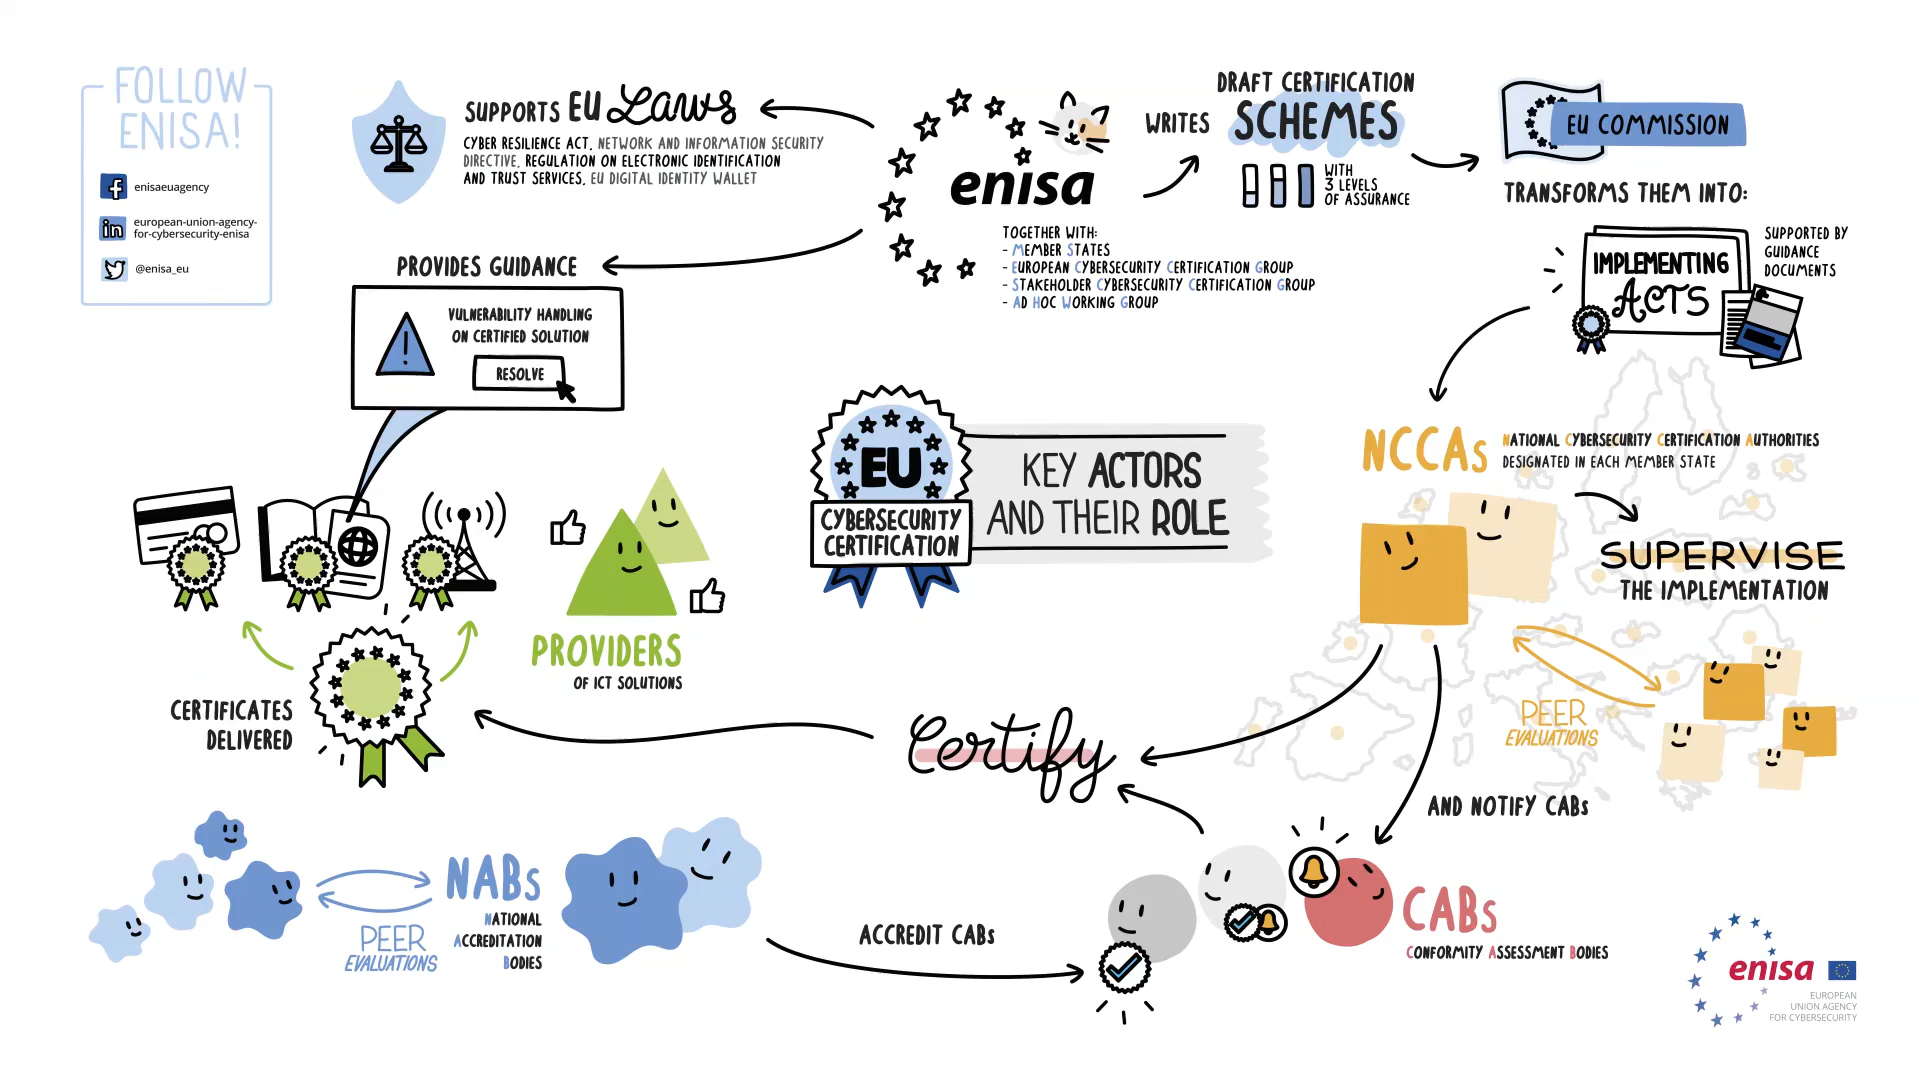 FOLLOW
ENISA!
enisaeuagency
european-union-agency-
for-cybersecurity-enisa
@enisa_eu
SUPPORTS EU Laws
CYBER RESILIENCE ACT, NETWORK AND INFORMATION SECURITY
DIRECTIVE, REGULATION ON ELECTRONIC IDENTIFICATION
AND TRUST SERVICES, EU DIGITAL IDENTITY WALLET
enisa
TOGETHER WITH:
- MEMBER STATES
- EUROPEAN CYBERSECURITY CERTIFICATION GROUP
- STAKEHOLDER CYBERSECURITY CERTIFICATION GROUP
- AD HOC WORKING GROUP
WRITES
DRAFT CERTIFICATION
SCHEMES
WITH
3 LEVELS
OF ASSURANCE
EU COMMISSION
TRANSFORMS THEM INTO:
IMPLEMENTING
ACTS
SUPPORTED BY
GUIDANCE
DOCUMENTS
PROVIDES GUIDANCE
VULNERABILITY HANDLING
ON CERTIFIED SOLUTION
RESOLVE
EU
CYBERSECURITY
CERTIFICATION
KEY ACTORS
AND THEIR ROLE
NCCAs
NATIONAL CYBERSECURITY CERTIFICATION AUTHORITIES
DESIGNATED IN EACH MEMBER STATE
SUPERVISE
THE IMPLEMENTATION
PEER
EVALUATIONS
AND NOTIFY CABs
PROVIDERS
OF ICT SOLUTIONS
CERTIFICATES
DELIVERED
Certify
NABs
NATIONAL
ACCREDITATION
BODIES
PEER
EVALUATIONS
ACCREDIT CABs
CABs
CONFORMITY ASSESSMENT BODIES
enisa
EUROPEAN
UNION AGENCY
FOR CYBERSECURITY